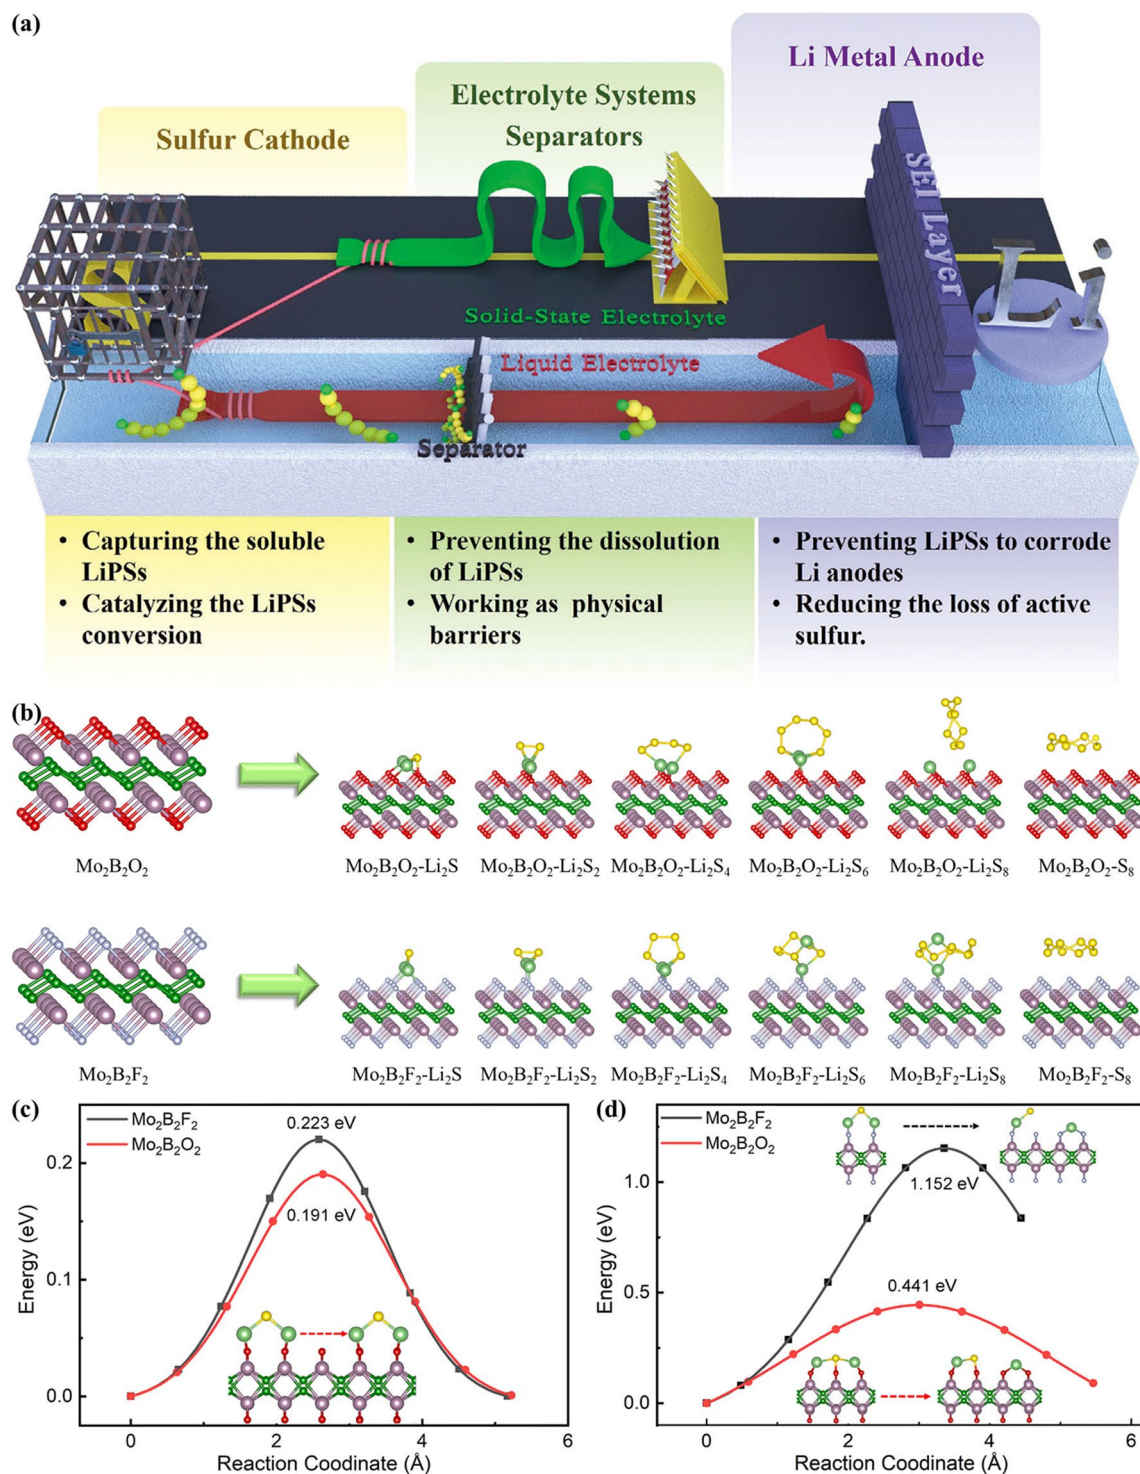 (a)
Li Metal Anode
Electrolyte Systems
Separators
Sulfur Cathode
SEI Layer
Li
Solid-State Electrolyte
Liquid Electrolyte
Separator
• Capturing the soluble
LiPSs
• Catalyzing the LiPSs
conversion
• Preventing the dissolution
of LiPSs
• Working as physical
barriers
• Preventing LiPSs to corrode
Li anodes
• Reducing the loss of active
sulfur.
(b)
Mo₂B₂O₂
Mo₂B₂O₂-Li₂S
Mo₂B₂O₂-Li₂S₂
Mo₂B₂O₂-Li₂S₄
Mo₂B₂O₂-Li₂S₆
Mo₂B₂O₂-Li₂S₈
Mo₂B₂O₂-S₈
Mo₂B₂F₂
Mo₂B₂F₂-Li₂S
Mo₂B₂F₂-Li₂S₂
Mo₂B₂F₂-Li₂S₄
Mo₂B₂F₂-Li₂S₆
Mo₂B₂F₂-Li₂S₈
Mo₂B₂F₂-S₈
(c)
Mo₂B₂F₂
Mo₂B₂O₂
0.223 eV
0.191 eV
Energy (eV)
0.2
0.1
0.0
0
2
4
6
Reaction Coodinate (Å)
(d)
Mo₂B₂F₂
Mo₂B₂O₂
1.152 eV
0.441 eV
Energy (eV)
1.0
0.5
0.0
0
2
4
6
Reaction Coodinate (Å)